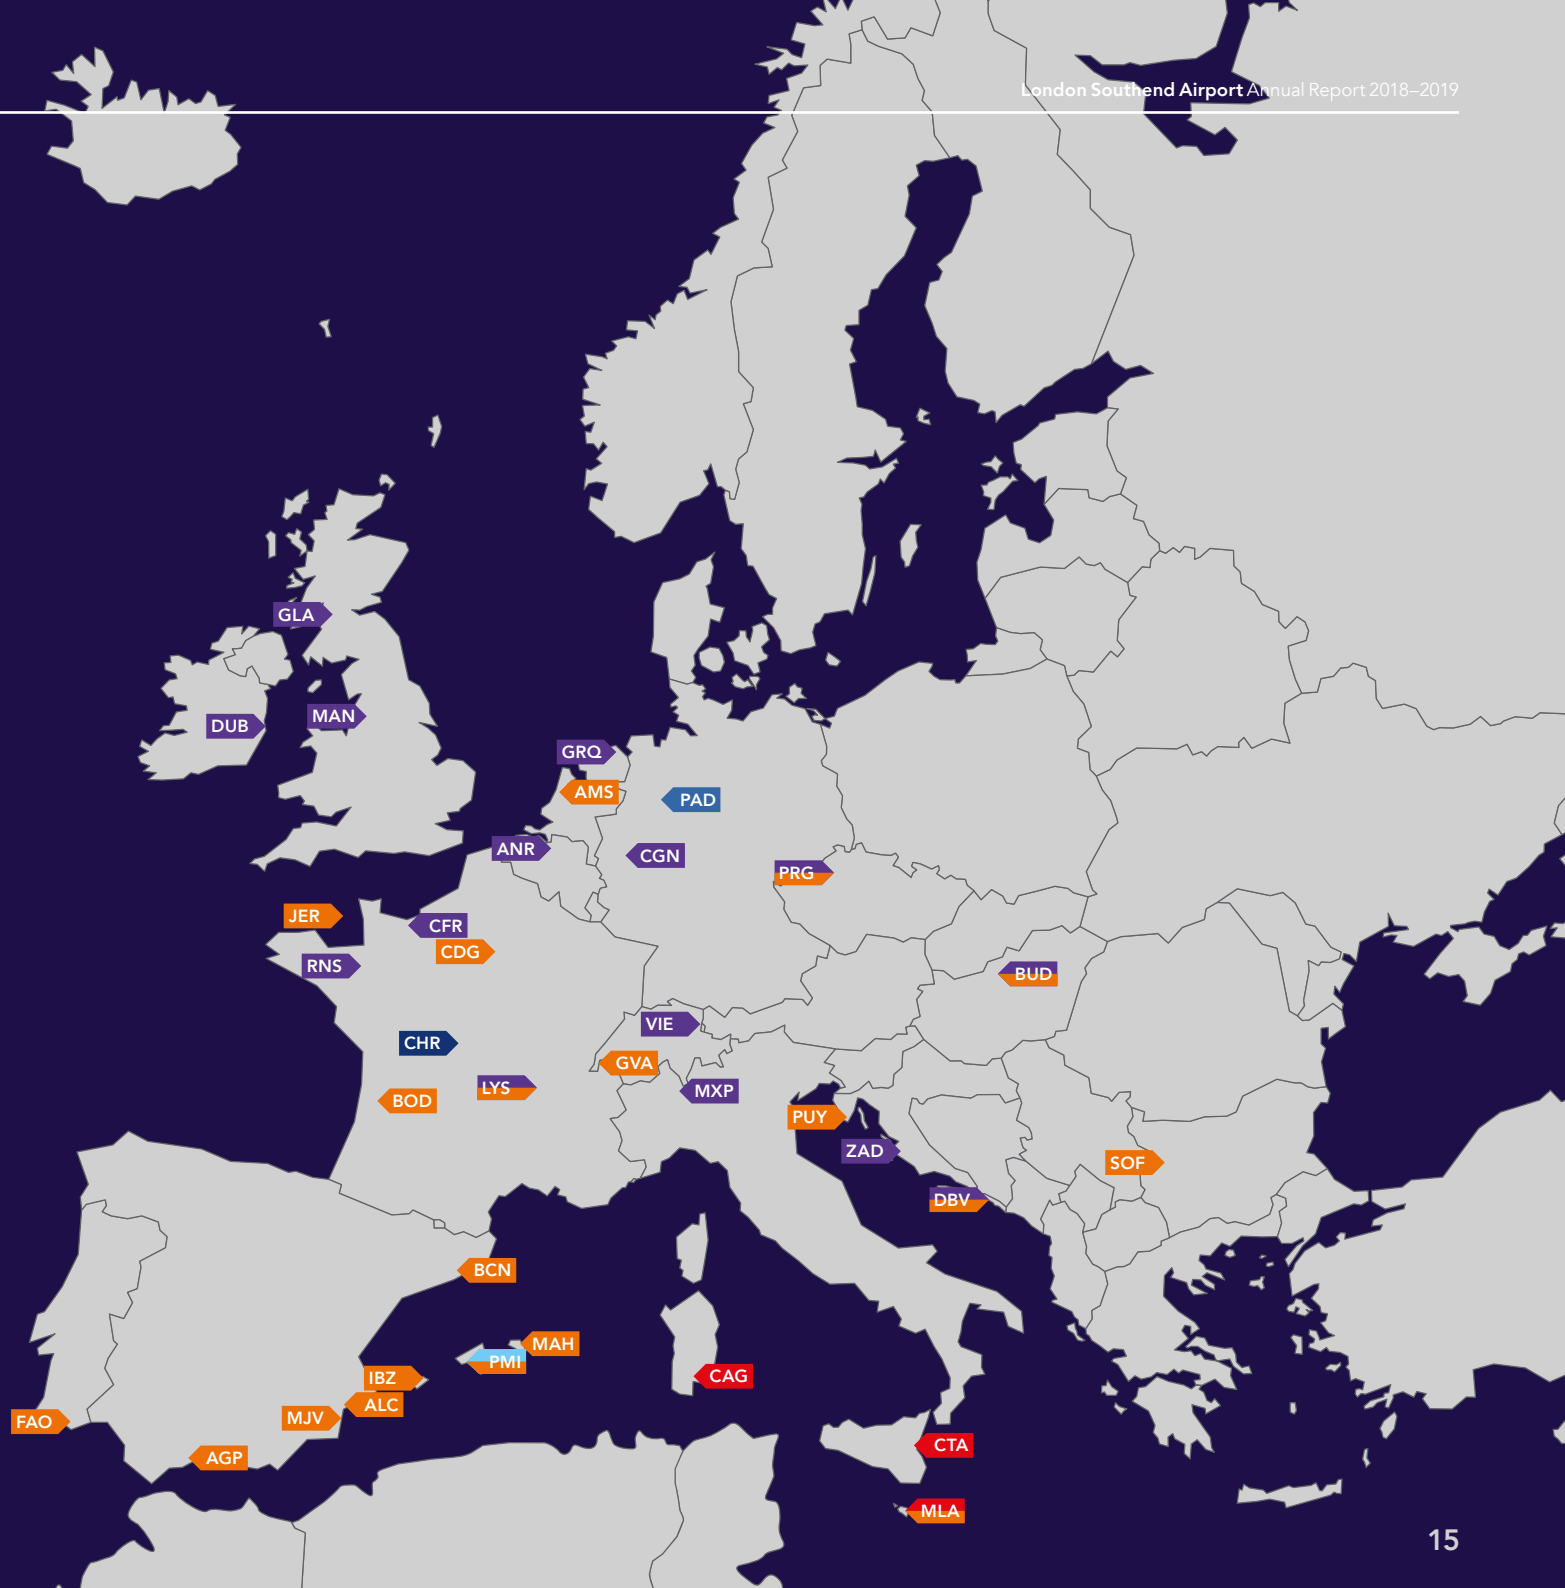 London Southend Airport Annual Report 2018–2019
GLA
MAN
DUB
GRQ
AMS
PAD
ANR
CGN
PRG
JER
CFR
CDG
RNS
BUD
VIE
CHR
GVA
LYS
MXP
BOD
PUY
ZAD
SOF
DBV
BCN
MAH
PMI
IBZ
CAG
ALC
MJV
FAO
CTA
AGP
MLA
15